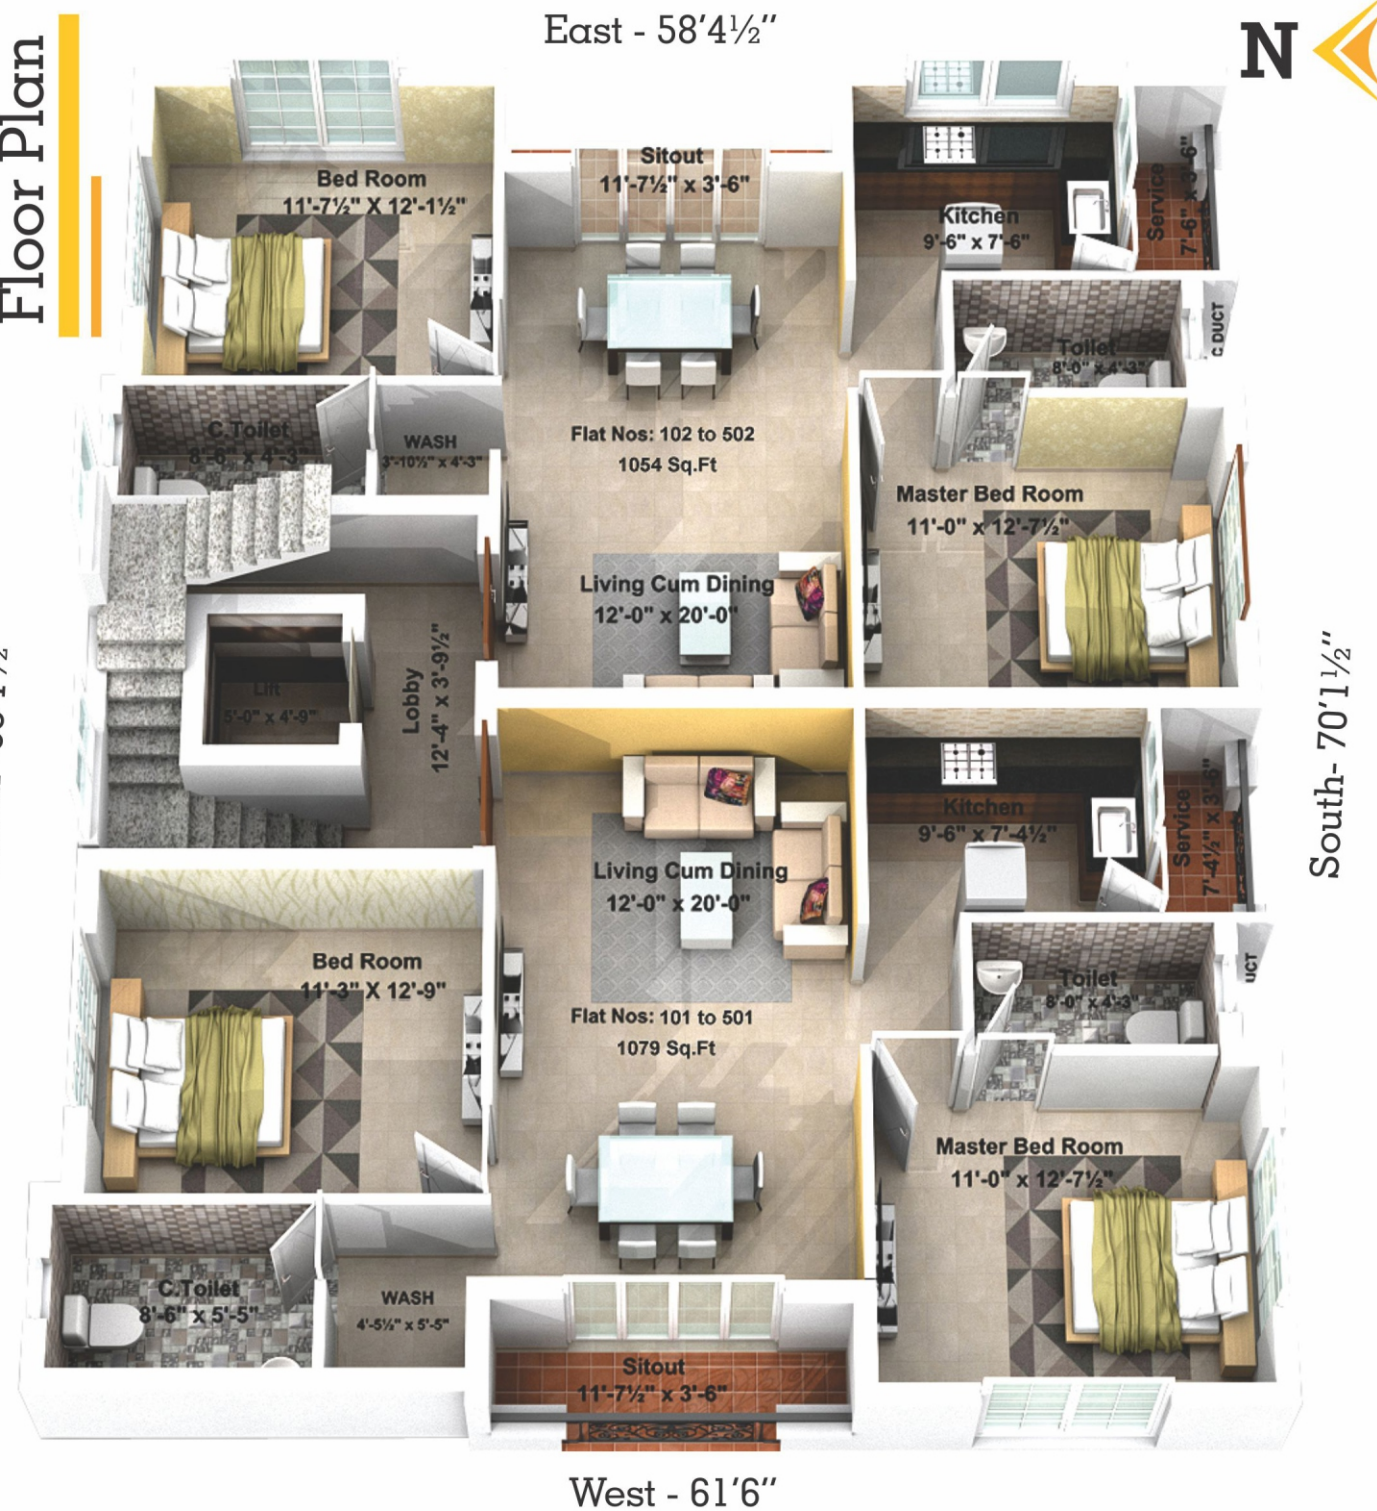 East - 58'4½"
N
Floor Plan
Bed Room
11'-7½" X 12'-1½"
Sitout
11'-7½" x 3'-6"
Kitchen
9'-6" x 7'-6"
Service
7'-6" x 3'-6"
Toilet
8'-0" x 4'-3"
C.DUCT
C.Toilet
8'-6" x 4'-3"
WASH
3'-10½" x 4'-3"
Flat Nos: 102 to 502
1054 Sq.Ft
Master Bed Room
11'-0" x 12'-7½"
Living Cum Dining
12'-0" x 20'-0"
Lift
5'-0" x 4'-9"
Lobby
12'-4" x 3'-9½"
South- 70'1½"
Kitchen
9'-6" x 7'-4½"
Service
7'-4½" x 3'-6"
Living Cum Dining
12'-0" x 20'-0"
Bed Room
11'-3" X 12'-9"
Toilet
8'-0" x 4'-3"
UCT
Flat Nos: 101 to 501
1079 Sq.Ft
Master Bed Room
11'-0" x 12'-7½"
C.Toilet
8'-6" x 5'-5"
WASH
4'-5½" x 5'-5"
Sitout
11'-7½" x 3'-6"
West - 61'6"